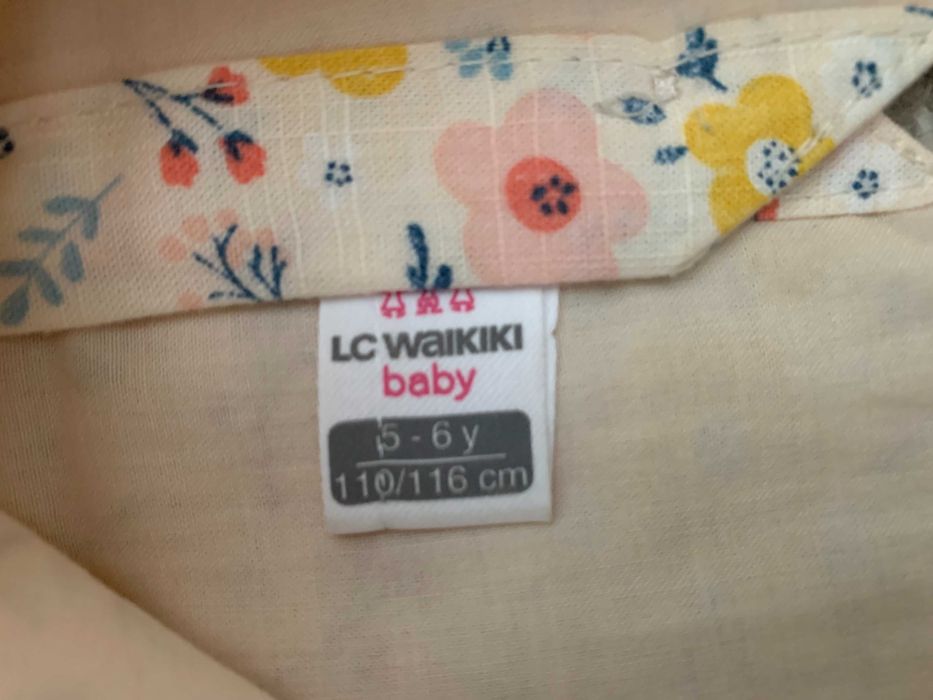 LC WAIKIKI
baby
5 - 6 y
110/116 cm